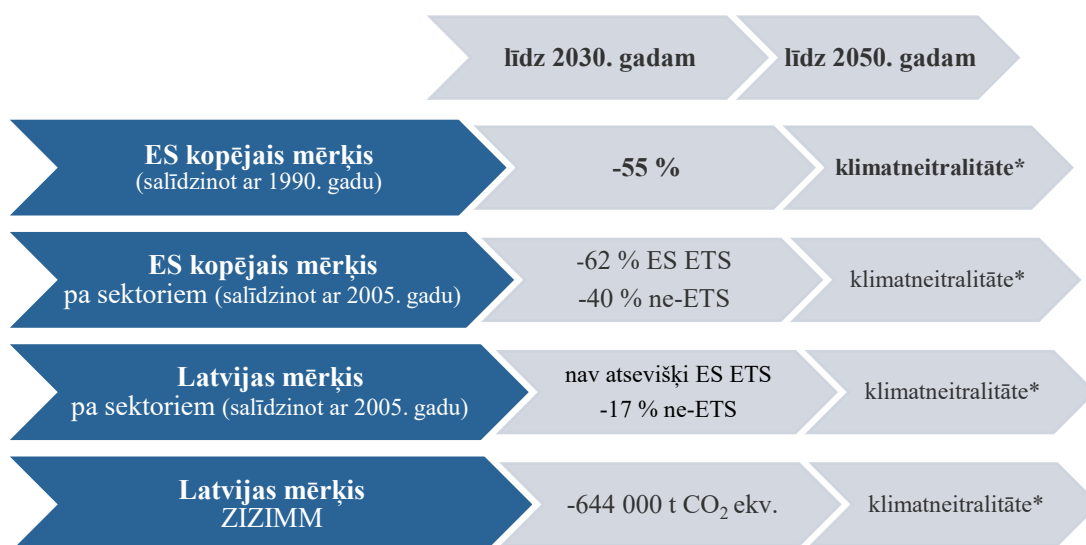 līdz 2030. gadam
līdz 2050. gadam
ES kopējais mērķis
(salīdzinot ar 1990. gadu)
-55 %
klimatneitralitāte*
ES kopējais mērķis
pa sektoriem (salīdzinot ar 2005. gadu)
-62 % ES ETS
-40 % ne-ETS
klimatneitralitāte*
Latvijas mērķis
pa sektoriem (salīdzinot ar 2005. gadu)
nav atsevišķi ES ETS
-17 % ne-ETS
klimatneitralitāte*
Latvijas mērķis
ZIZIMM
-644 000 t CO₂ ekv.
klimatneitralitāte*